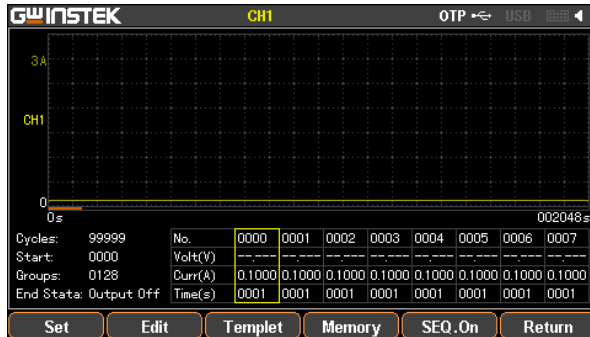 GWINSTEK CH1 OTP USB
3A
CH1
0
0s 002048s
Cycles: 99999 No. 0000 0001 0002 0003 0004 0005 0006 0007
Start: 0000 Volt(V) --.--- --.--- --.--- --.--- --.--- --.--- --.--- --.---
Groups: 0128 Curr(A) 0.1000 0.1000 0.1000 0.1000 0.1000 0.1000 0.1000 0.1000
End Stata: Output Off Time(s) 0001 0001 0001 0001 0001 0001 0001 0001
Set Edit Templet Memory SEQ.On Return